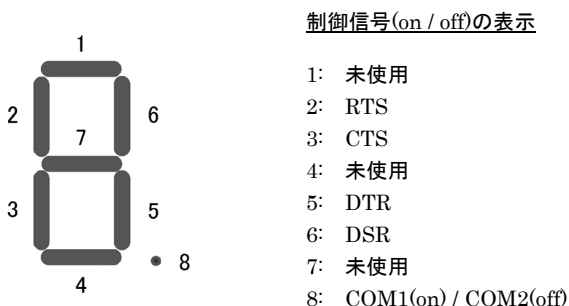 制御信号(on / off)の表示
1
2
6
7
3
5
8
4
1: 未使用
2: RTS
3: CTS
4: 未使用
5: DTR
6: DSR
7: 未使用
8: COM1(on) / COM2(off)